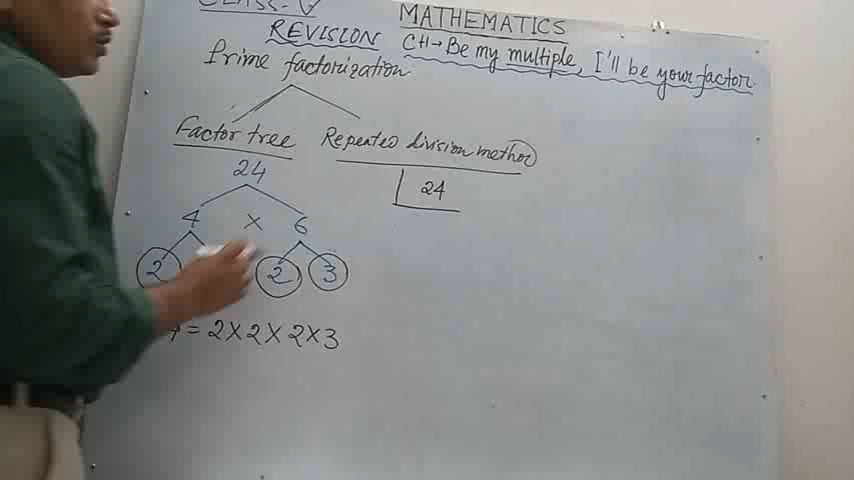 CLASS-V
MATHEMATICS
REVISION
CH→Be my multiple, I'll be your factor.
Prime factorization
Factor tree
Repeated division method
24
24
4 × 6
2 2 3
= 2×2×2×3